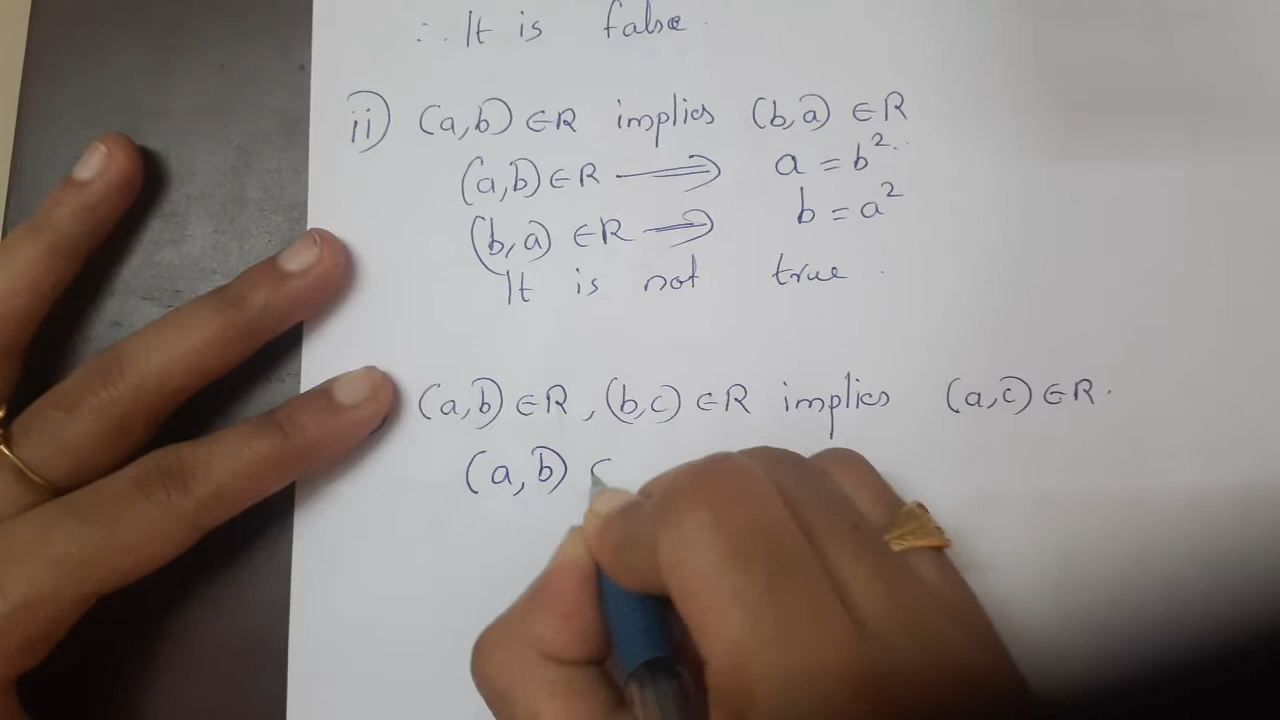 ∴ It is false.
ii) (a,b) ∈R implies (b,a) ∈R
(a,b) ∈R ⟹ a = b².
(b,a) ∈R ⟹ b = a²
It is not true.
(a,b) ∈R, (b,c) ∈R implies (a,c) ∈R.
(a,b)